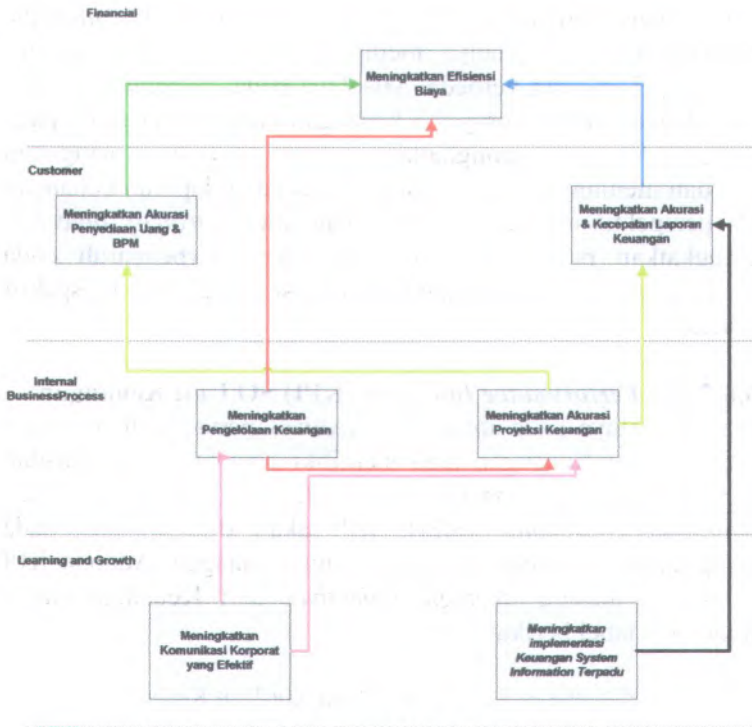 Financial
Meningkatkan Efisiensi
Biaya
Customer
Meningkatkan Akurasi
Penyediaan Uang &
BPM
Meningkatkan Akurasi
& Kecepatan Laporan
Keuangan
Internal
BusinessProcess
Meningkatkan
Pengelolaan Keuangan
Meningkatkan Akurasi
Proyeksi Keuangan
Learning and Growth
Meningkatkan
Komunikasi Korporat
yang Efektif
Meningkatkan
implementasi
Keuangan System
Information Terpadu